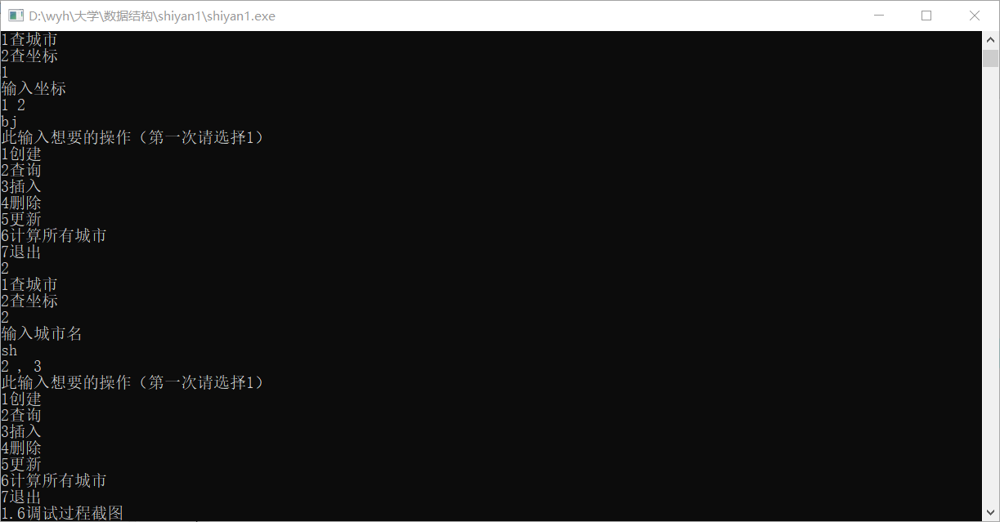 D:\wyh\大学\数据结构\shiyan1\shiyan1.exe
1查城市
2查坐标
1
输入坐标
1 2
bj
此输入想要的操作（第一次请选择1）
1创建
2查询
3插入
4删除
5更新
6计算所有城市
7退出
2
1查城市
2查坐标
2
输入城市名
sh
2 , 3
此输入想要的操作（第一次请选择1）
1创建
2查询
3插入
4删除
5更新
6计算所有城市
7退出
1.6调试过程截图